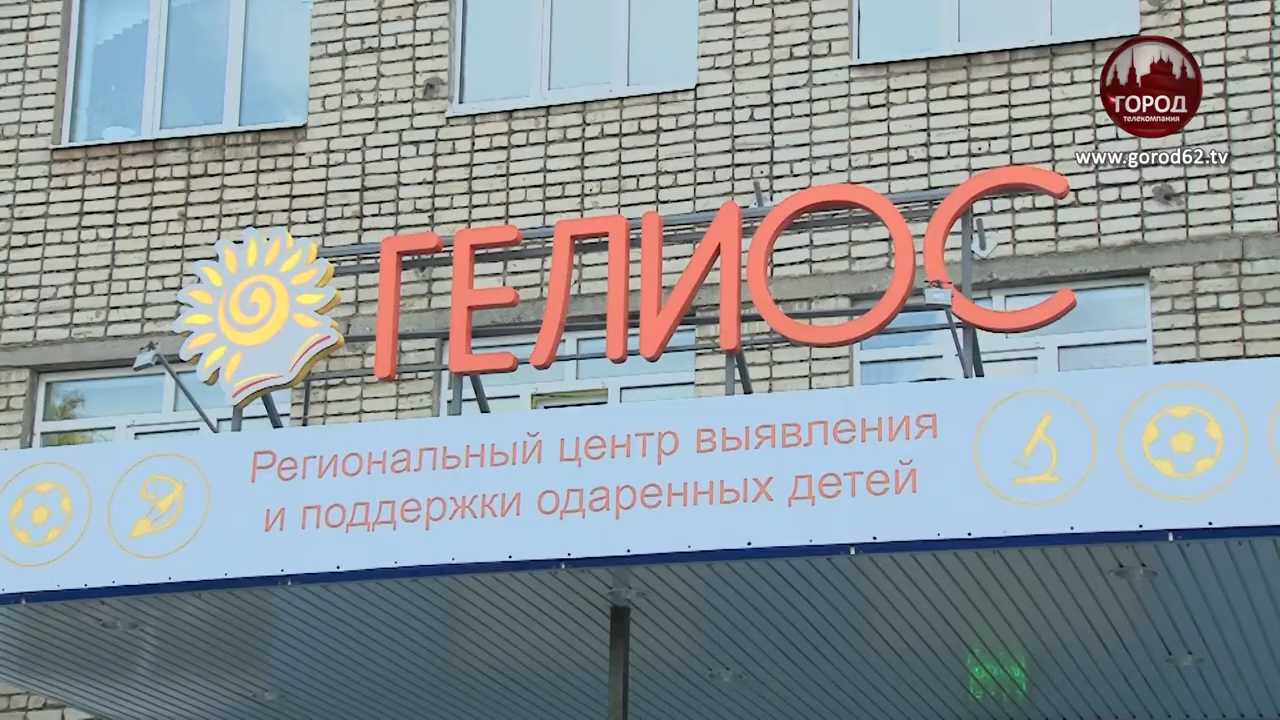 ГОРОД
телекомпания
www.gorod62.tv
ГЕЛИОС
Региональный центр выявления
и поддержки одаренных детей